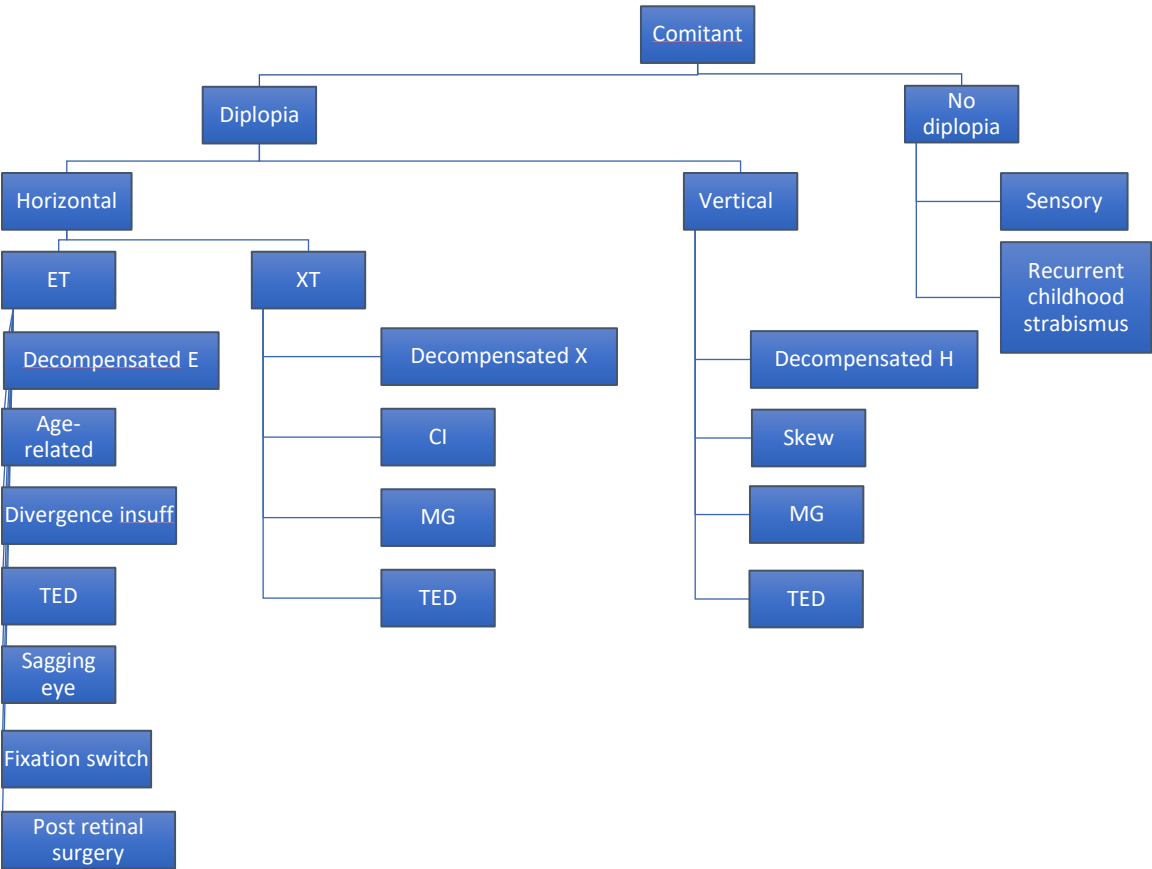 Comitant
Diplopia
No
diplopia
Horizontal
Vertical
Sensory
ET
XT
Recurrent
childhood
strabismus
Decompensated E
Decompensated X
Decompensated H
Age-
related
CI
Skew
Divergence insuff
MG
MG
TED
TED
TED
Sagging
eye
Fixation switch
Post retinal
surgery